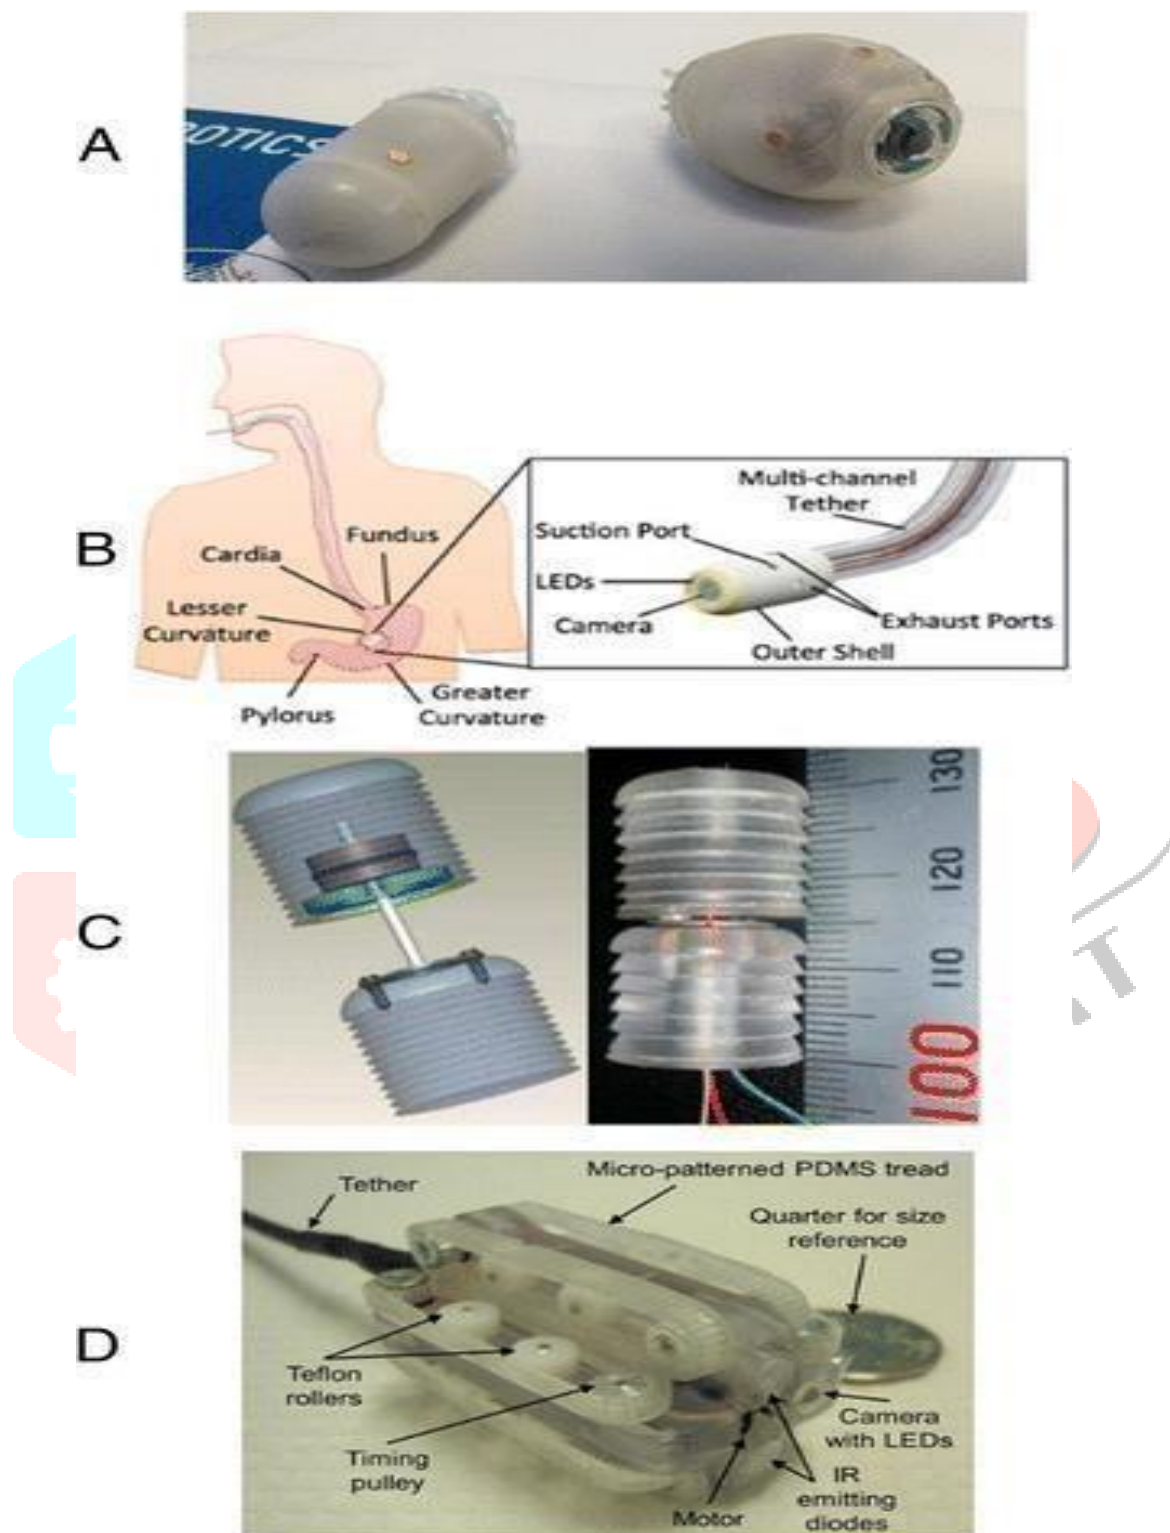 A
OTICS
B
Fundus
Cardia
Lesser
Curvature
Pylorus
Greater
Curvature
Multi-channel
Tether
Suction Port
LEDs
Camera
Exhaust Ports
Outer Shell
C
130
120
110
100
D
Micro-patterned PDMS tread
Tether
Quarter for size
reference
Teflon
rollers
Timing
pulley
Camera
with LEDs
IR
emitting
diodes
Motor